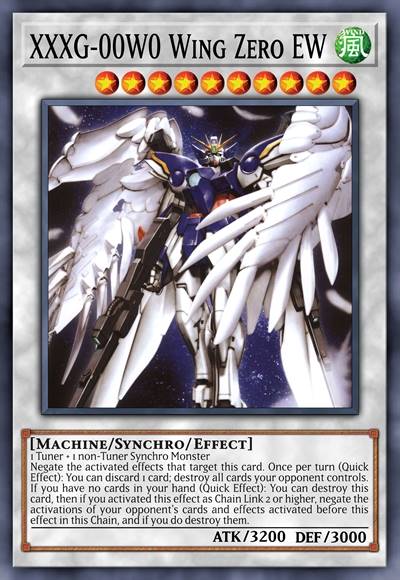 XXXG-00W0 Wing Zero EW
WIND
風
[Machine/Synchro/Effect]
1 Tuner + 1 non-Tuner Synchro Monster
Negate the activated effects that target this card. Once per turn (Quick
Effect): You can discard 1 card; destroy all cards your opponent controls.
If you have no cards in your hand (Quick Effect): You can destroy this
card, then if you activated this effect as Chain Link 2 or higher, negate the
activations of your opponent's cards and effects activated before this
effect in this Chain, and if you do destroy them.
ATK/3200 DEF/3000